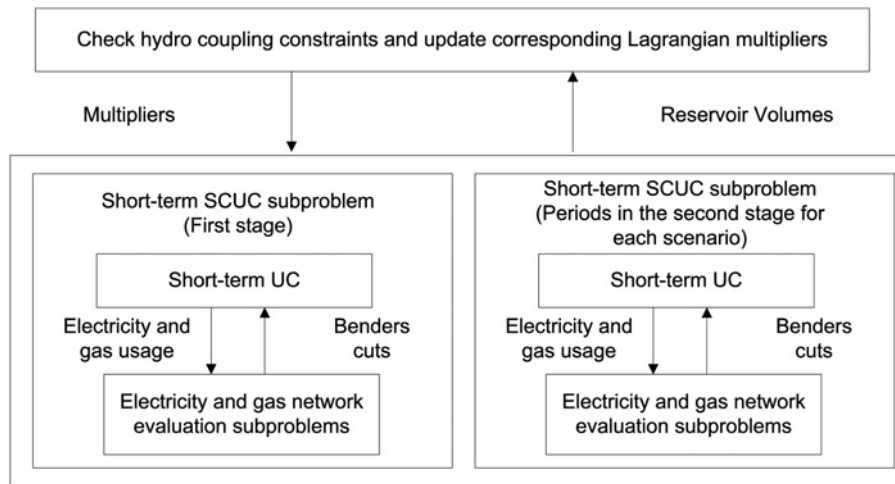 Check hydro coupling constraints and update corresponding Lagrangian multipliers
Multipliers
Reservoir Volumes
Short-term SCUC subproblem
(First stage)
Short-term UC
Electricity and
gas usage
Benders
cuts
Electricity and gas network
evaluation subproblems
Short-term SCUC subproblem
(Periods in the second stage for
each scenario)
Short-term UC
Electricity and
gas usage
Benders
cuts
Electricity and gas network
evaluation subproblems